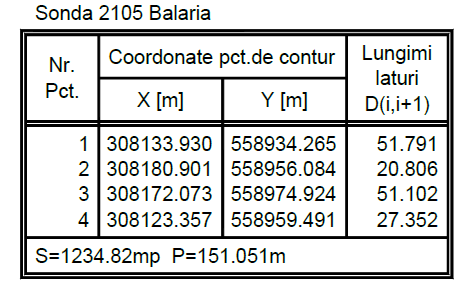 Sonda 2105 Balaria
Nr. Pct. Coordonate pct.de contur Lungimi laturi D(i,i+1)
X [m] Y [m]
1 308133.930 558934.265 51.791
2 308180.901 558956.084 20.806
3 308172.073 558974.924 51.102
4 308123.357 558959.491 27.352
S=1234.82mp P=151.051m